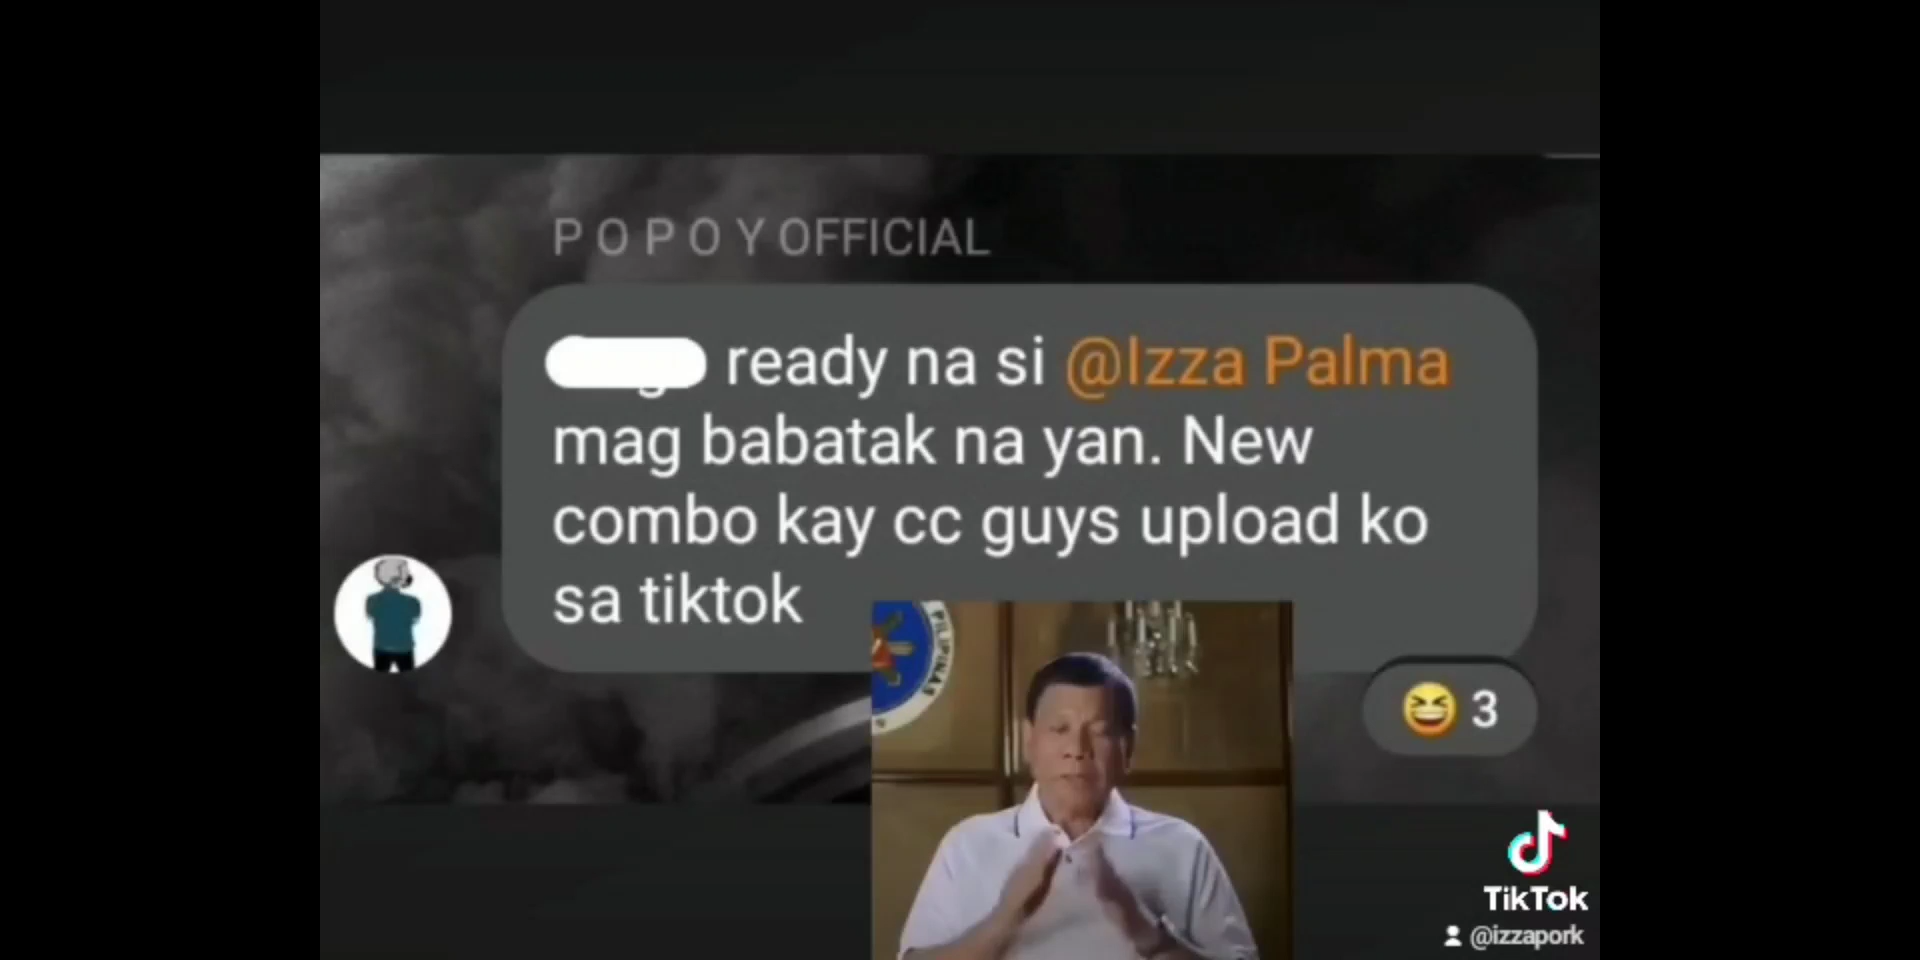 P O P O Y OFFICIAL
ready na si @Izza Palma
mag babatak na yan. New
combo kay cc guys upload ko
sa tiktok
PILIPINAS
😆 3
TikTok
@izzapork